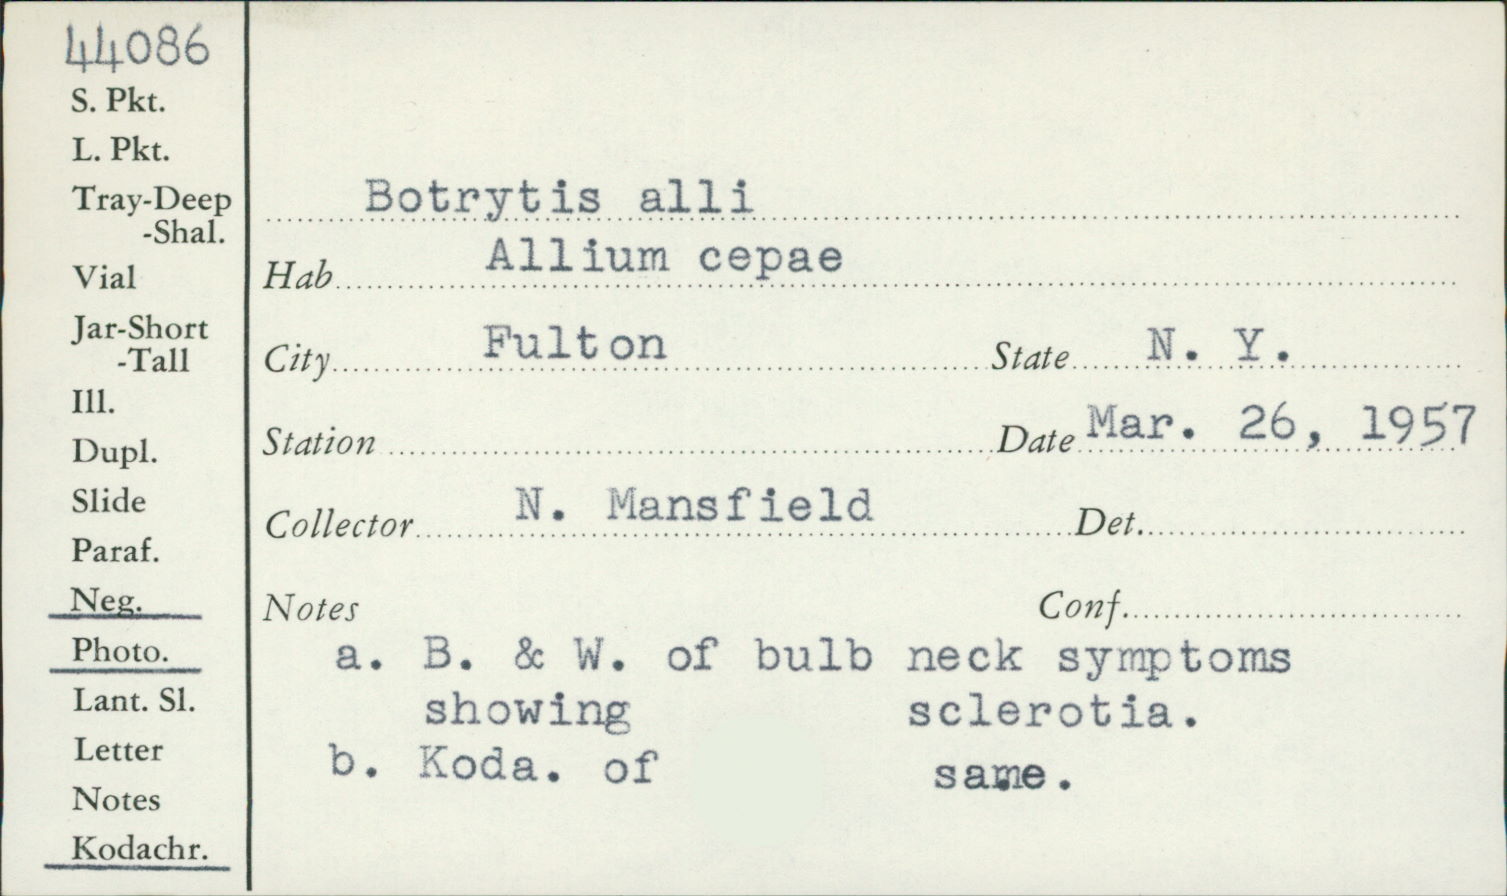 44086
S. Pkt.
L. Pkt.
Tray-Deep
-Shal.
Vial
Jar-Short
-Tall
Ill.
Dupl.
Slide
Paraf.
Neg.
Photo.
Lant. Sl.
Letter
Notes
Kodachr.
Botrytis alli
Hab. Allium cepae
City Fulton State N. Y.
Station Date Mar. 26, 1957
Collector N. Mansfield Det.
Notes Conf.
a. B. & W. of bulb neck symptoms
showing sclerotia.
b. Koda. of same.